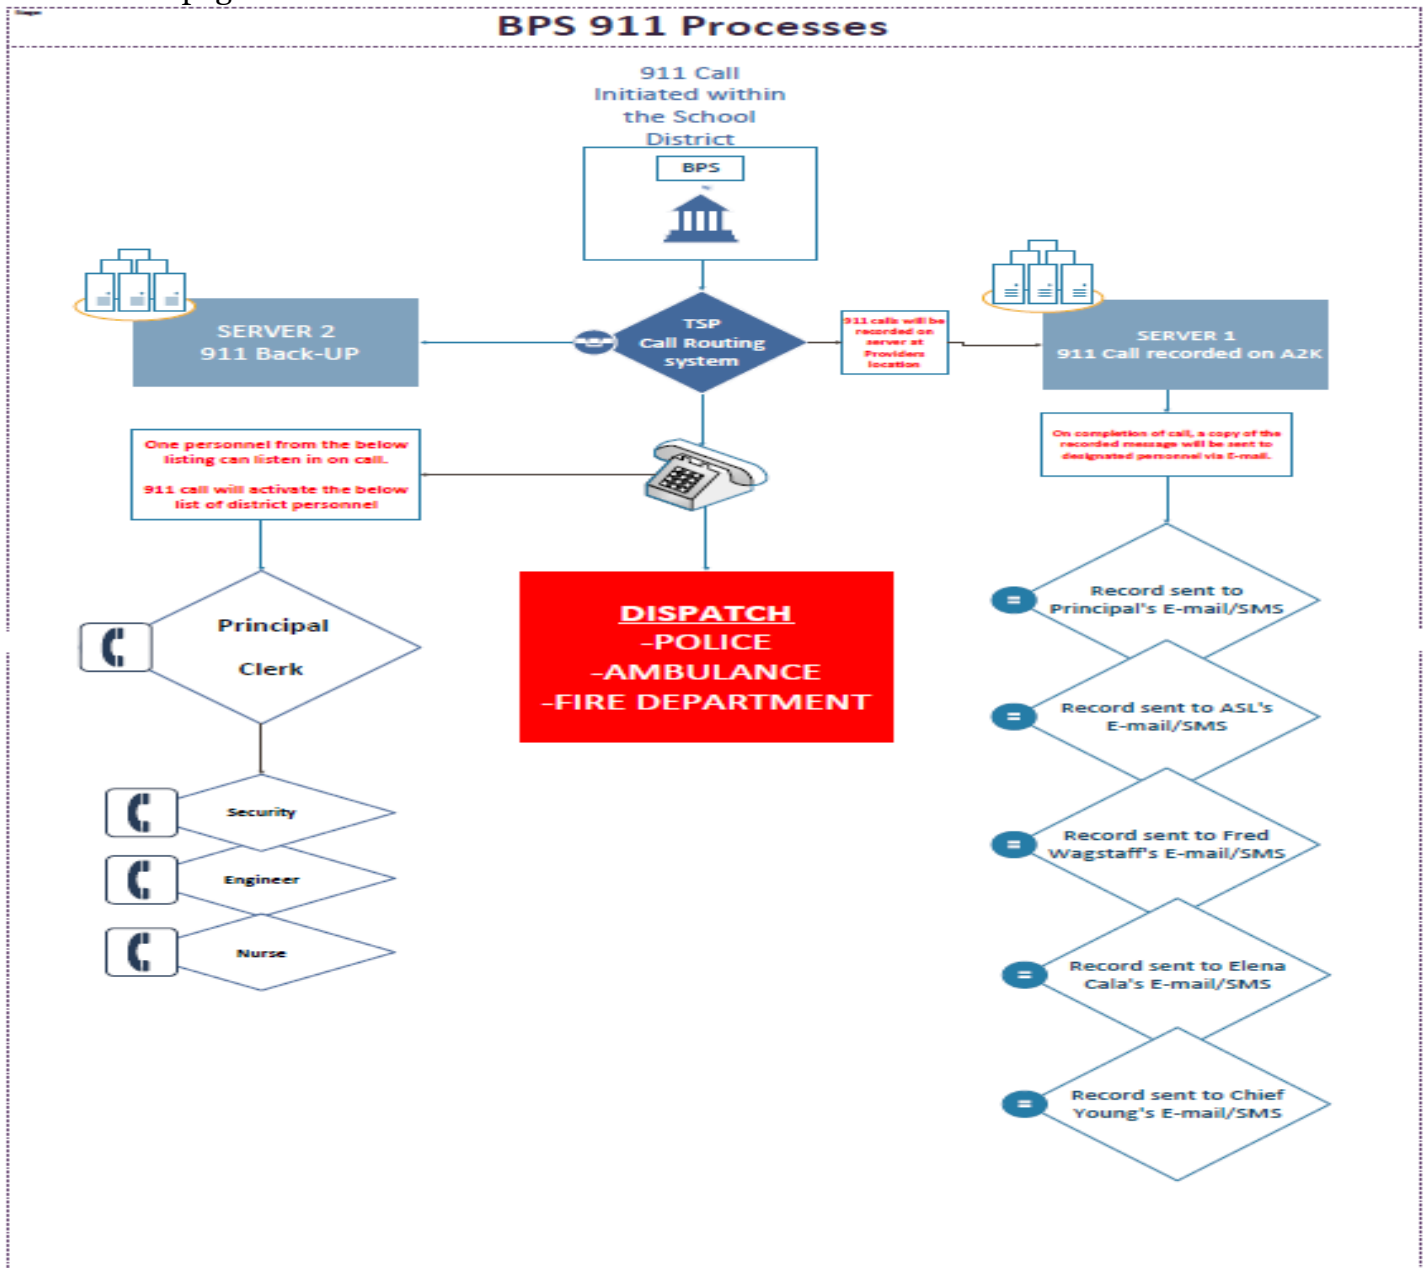 BPS 911 Processes
911 Call
Initiated within
the School
District
BPS
TSP
Call Routing
system
SERVER 2
911 Back-UP
911 calls will be
recorded on
server at
Providers
location
SERVER 1
911 Call recorded on A2K
One personnel from the below
listing can listen in on call.
911 call will activate the below
list of district personnel
On completion of call, a copy of the
recorded message will be sent to
designated personnel via E-mail.
Principal
Clerk
Security
Engineer
Nurse
DISPATCH
-POLICE
-AMBULANCE
-FIRE DEPARTMENT
Record sent to
Principal's E-mail/SMS
Record sent to ASL's
E-mail/SMS
Record sent to Fred
Wagstaff's E-mail/SMS
Record sent to Elena
Cala's E-mail/SMS
Record sent to Chief
Young's E-mail/SMS